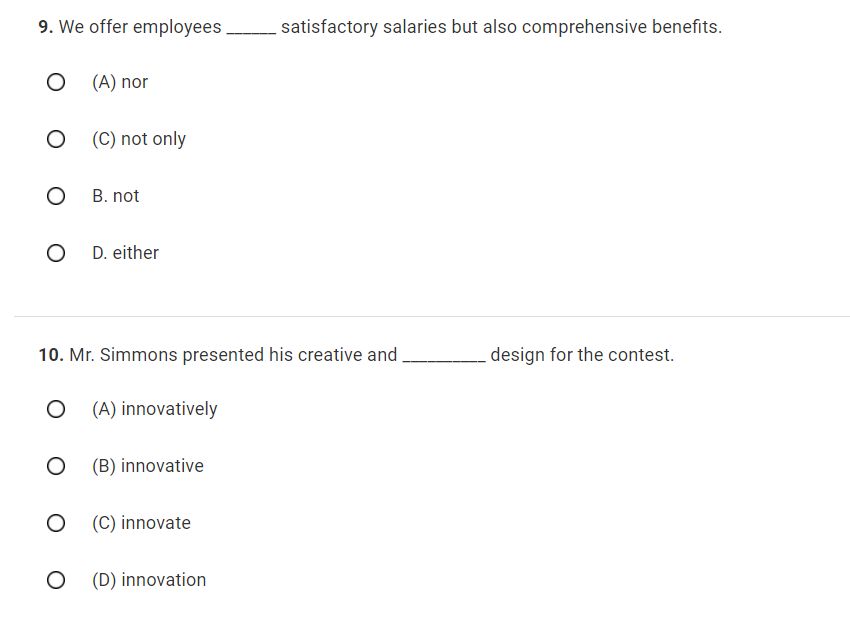 9. We offer employees ______ satisfactory salaries but also comprehensive benefits.
(A) nor
(C) not only
B. not
D. either
10. Mr. Simmons presented his creative and __________ design for the contest.
(A) innovatively
(B) innovative
(C) innovate
(D) innovation